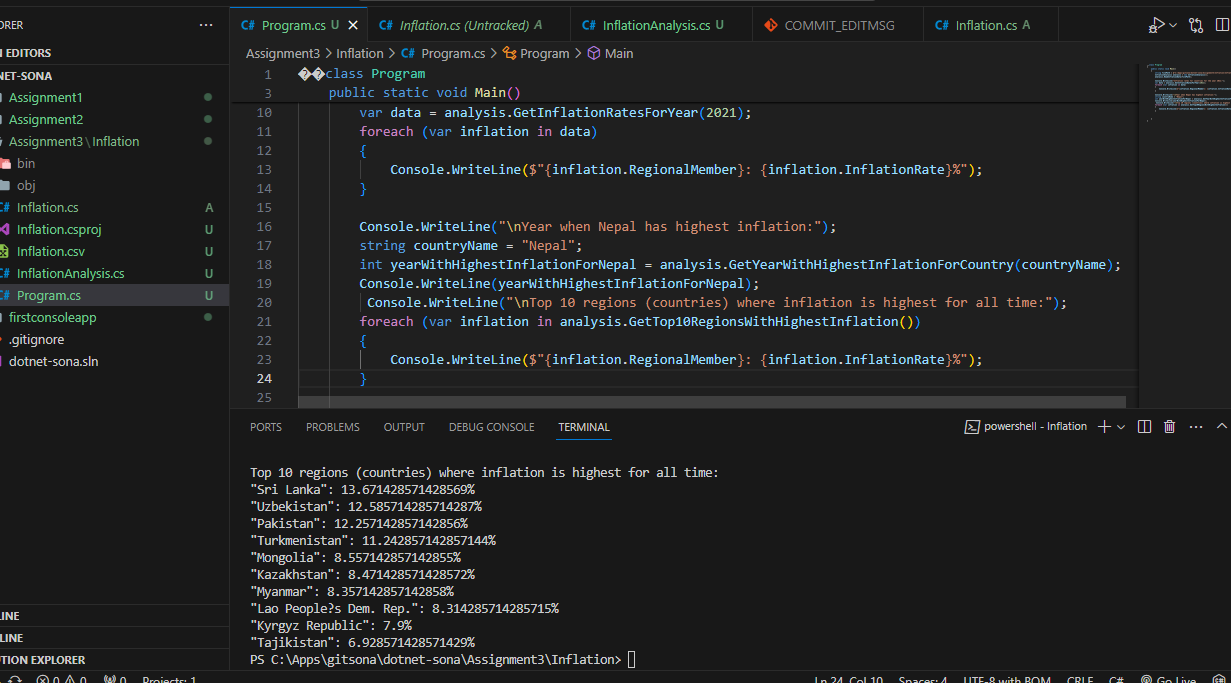 ORER ...
Program.cs U
Inflation.cs (Untracked) A
InflationAnalysis.cs U
COMMIT_EDITMSG
Inflation.cs A
EDITORS
NET-SONA
Assignment1
Assignment2
Assignment3\Inflation
bin
obj
Inflation.cs A
Inflation.csproj U
Inflation.csv U
InflationAnalysis.cs U
Program.cs U
firstconsoleapp
.gitignore
dotnet-sona.sln
LINE
LINE
TION EXPLORER
Assignment3 > Inflation > C# Program.cs > Program > Main
1 ��class Program
3 public static void Main()
10 var data = analysis.GetInflationRatesForYear(2021);
11 foreach (var inflation in data)
12 {
13 Console.WriteLine($"{inflation.RegionalMember}: {inflation.InflationRate}%");
14 }
15
16 Console.WriteLine("\nYear when Nepal has highest inflation:");
17 string countryName = "Nepal";
18 int yearWithHighestInflationForNepal = analysis.GetYearWithHighestInflationForCountry(countryName);
19 Console.WriteLine(yearWithHighestInflationForNepal);
20 Console.WriteLine("\nTop 10 regions (countries) where inflation is highest for all time:");
21 foreach (var inflation in analysis.GetTop10RegionsWithHighestInflation())
22 {
23 Console.WriteLine($"{inflation.RegionalMember}: {inflation.InflationRate}%");
24 }
25
PORTS PROBLEMS OUTPUT DEBUG CONSOLE TERMINAL
powershell - Inflation
Top 10 regions (countries) where inflation is highest for all time:
"Sri Lanka": 13.671428571428569%
"Uzbekistan": 12.585714285714287%
"Pakistan": 12.257142857142856%
"Turkmenistan": 11.242857142857144%
"Mongolia": 8.557142857142855%
"Kazakhstan": 8.471428571428572%
"Myanmar": 8.357142857142858%
"Lao People?s Dem. Rep.": 8.314285714285715%
"Kyrgyz Republic": 7.9%
"Tajikistan": 6.928571428571429%
PS C:\Apps\gitsona\dotnet-sona\Assignment3\Inflation>
0 0 0 Projects: 1
Ln 24, Col 10 Spaces: 4 UTF-8 with BOM CRLF C# Go Live